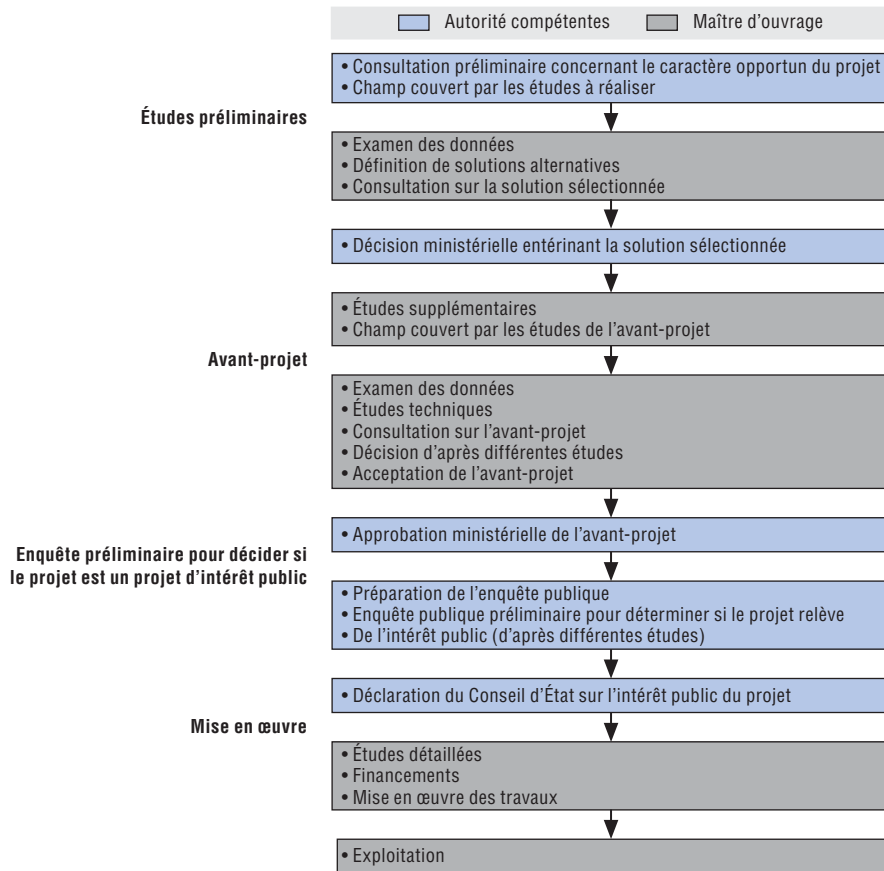 Autorité compétentes Maître d'ouvrage
• Consultation préliminaire concernant le caractère opportun du projet
• Champ couvert par les études à réaliser
Études préliminaires
• Examen des données
• Définition de solutions alternatives
• Consultation sur la solution sélectionnée
• Décision ministérielle entérinant la solution sélectionnée
• Études supplémentaires
• Champ couvert par les études de l'avant-projet
Avant-projet
• Examen des données
• Études techniques
• Consultation sur l'avant-projet
• Décision d'après différentes études
• Acceptation de l'avant-projet
• Approbation ministérielle de l'avant-projet
Enquête préliminaire pour décider si
le projet est un projet d'intérêt public
• Préparation de l'enquête publique
• Enquête publique préliminaire pour déterminer si le projet relève
• De l'intérêt public (d'après différentes études)
• Déclaration du Conseil d'État sur l'intérêt public du projet
Mise en œuvre
• Études détaillées
• Financements
• Mise en œuvre des travaux
• Exploitation